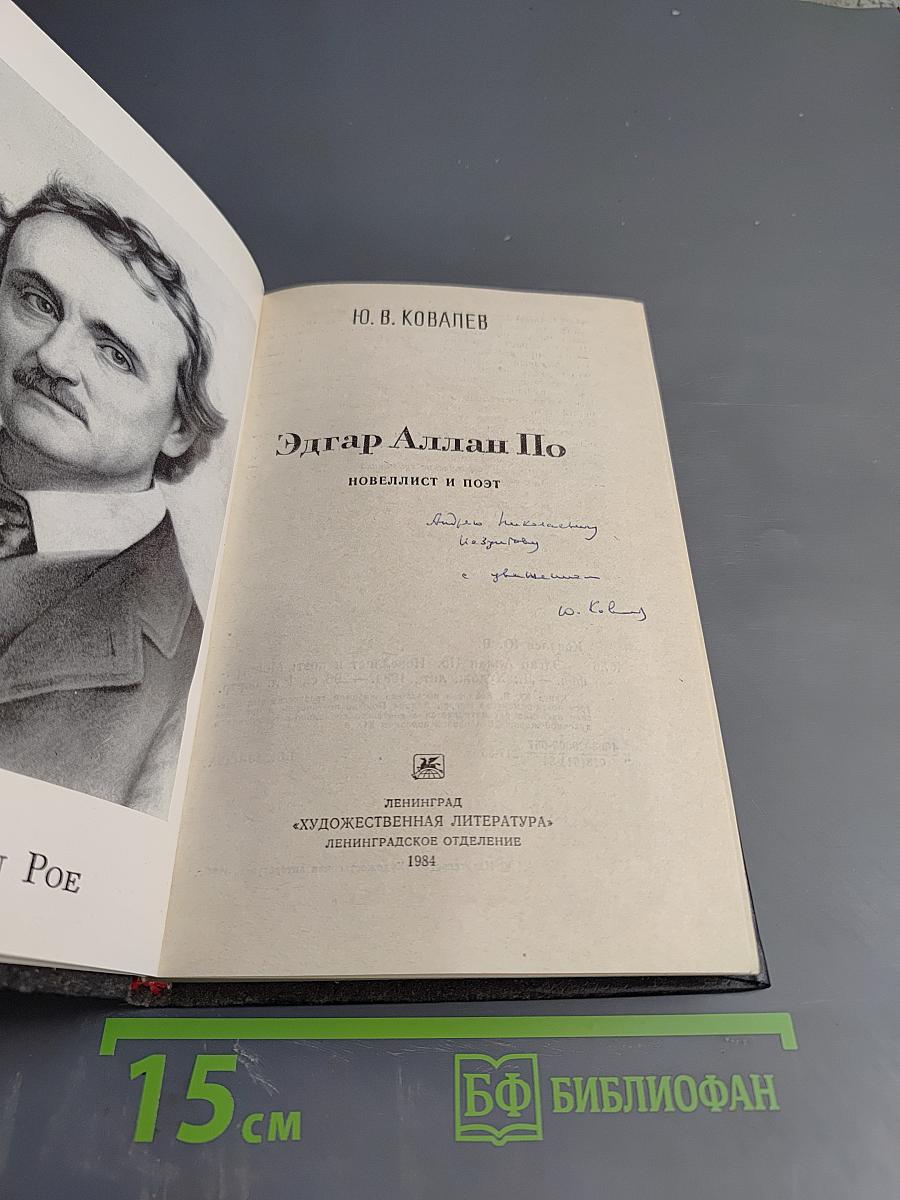 Poe
Ю. В. КОВАЛЕВ
Эдгар Аллан По
НОВЕЛЛИСТ И ПОЭТ
Андрею Николаевичу
с уважением
Ю. Ковалев
ЛЕНИНГРАД
«ХУДОЖЕСТВЕННАЯ ЛИТЕРАТУРА»
ЛЕНИНГРАДСКОЕ ОТДЕЛЕНИЕ
1984
15 см
БФ БИБЛИОФАН